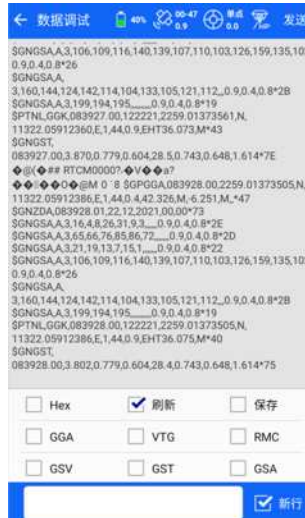 数据调试 40% 00-47 0.9 单点 0.0 发送
$GNGSA,A,3,106,109,116,140,139,107,110,103,126,159,135,10
0.9,0.4,0.8*26
$GNGSA,A,
3,160,144,124,142,114,104,133,105,121,112,,,0.9,0.4,0.8*2B
$GNGSA,A,3,199,194,195,,,,,,,,,,0.9,0.4,0.8*19
$PTNL,GGK,083927.00,122221,2259.01373561,N,
11322.05912360,E,1,44,0.9,EHT36.073,M*43
$GNGST,
083927.00,3.870,0.779,0.604,28.5,0.743,0.648,1.614*7E
11322.05912386,E,1,44,0.4,42.326,M,-6.251,M,,*47
$GNZDA,083928.01,22,12,2021,00,00*73
$GNGSA,A,3,16,4,8,26,31,9,3,,,,,,0.9,0.4,0.8*2E
$GNGSA,A,3,65,66,76,85,86,72,,,,,,,0.9,0.4,0.8*2D
$GNGSA,A,3,21,19,13,7,15,1,,,,,,,0.9,0.4,0.8*22
$GNGSA,A,3,106,109,116,140,139,107,110,103,126,159,135,10
0.9,0.4,0.8*26
$GNGSA,A,
3,160,144,124,142,114,104,133,105,121,112,,,0.9,0.4,0.8*2B
$GNGSA,A,3,199,194,195,,,,,,,,,,0.9,0.4,0.8*19
$PTNL,GGK,083928.00,122221,2259.01373505,N,
11322.05912386,E,1,44,0.9,EHT36.075,M*40
$GNGST,
083928.00,3.802,0.779,0.604,28.4,0.743,0.648,1.614*75
Hex 刷新 保存
GGA VTG RMC
GSV GST GSA
新行